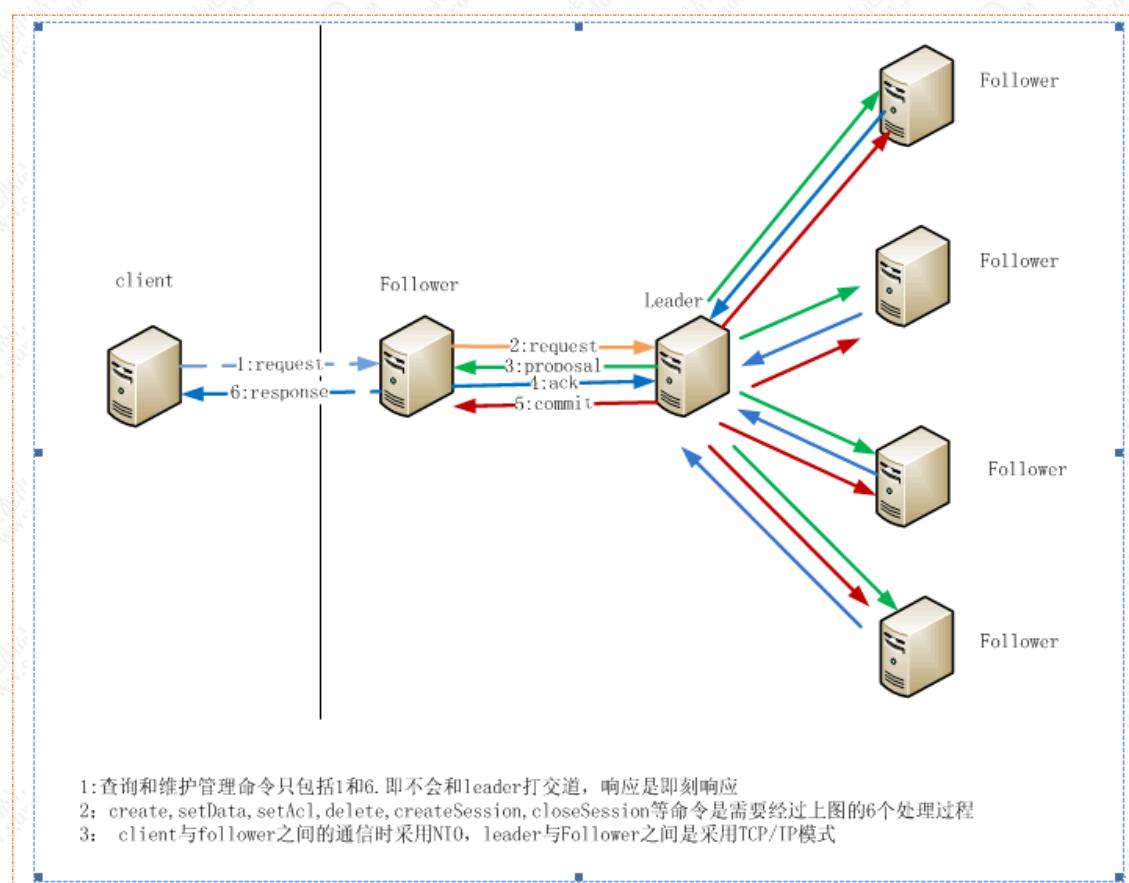 Follower
Follower
client
Follower
Leader
1:request
2:request
3:proposal
4:ack
6:response
5:commit
Follower
Follower
1:查询和维护管理命令只包括1和6.即不会和leader打交道，响应是即刻响应
2: create,setData,setAcl,delete,createSession,closeSession等命令是需要经过上图的6个处理过程
3: client与follower之间的通信时采用NIO，leader与Follower之间是采用TCP/IP模式